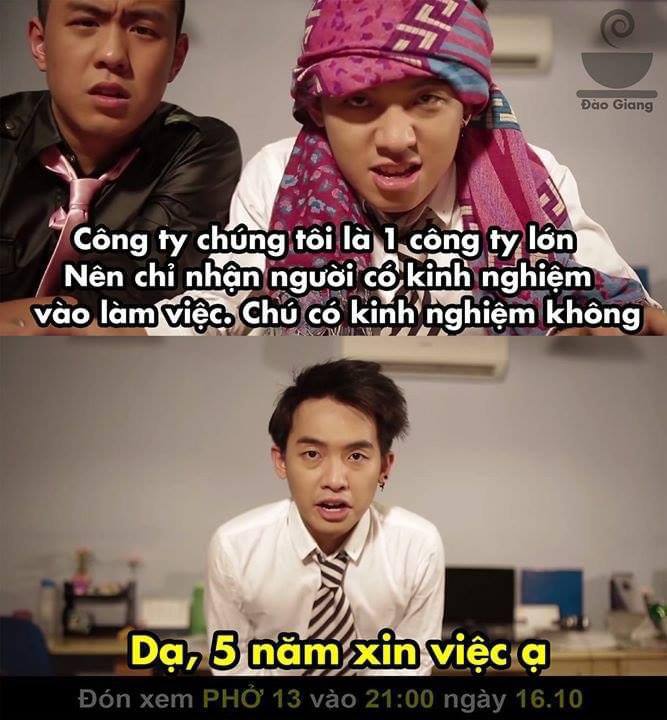 Đào Giang
Công ty chúng tôi là 1 công ty lớn
Nên chỉ nhận người có kinh nghiệm
vào làm việc. Chú có kinh nghiệm không
Dạ, 5 năm xin việc ạ
Đón xem PHỞ 13 vào 21:00 ngày 16.10